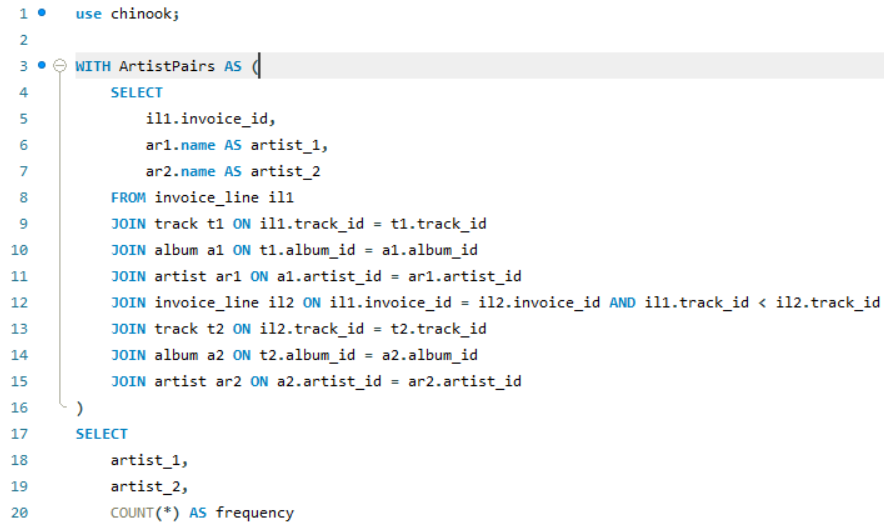 1 use chinook;
2
3 WITH ArtistPairs AS (
4 SELECT
5 il1.invoice_id,
6 ar1.name AS artist_1,
7 ar2.name AS artist_2
8 FROM invoice_line il1
9 JOIN track t1 ON il1.track_id = t1.track_id
10 JOIN album a1 ON t1.album_id = a1.album_id
11 JOIN artist ar1 ON a1.artist_id = ar1.artist_id
12 JOIN invoice_line il2 ON il1.invoice_id = il2.invoice_id AND il1.track_id < il2.track_id
13 JOIN track t2 ON il2.track_id = t2.track_id
14 JOIN album a2 ON t2.album_id = a2.album_id
15 JOIN artist ar2 ON a2.artist_id = ar2.artist_id
16 )
17 SELECT
18 artist_1,
19 artist_2,
20 COUNT(*) AS frequency